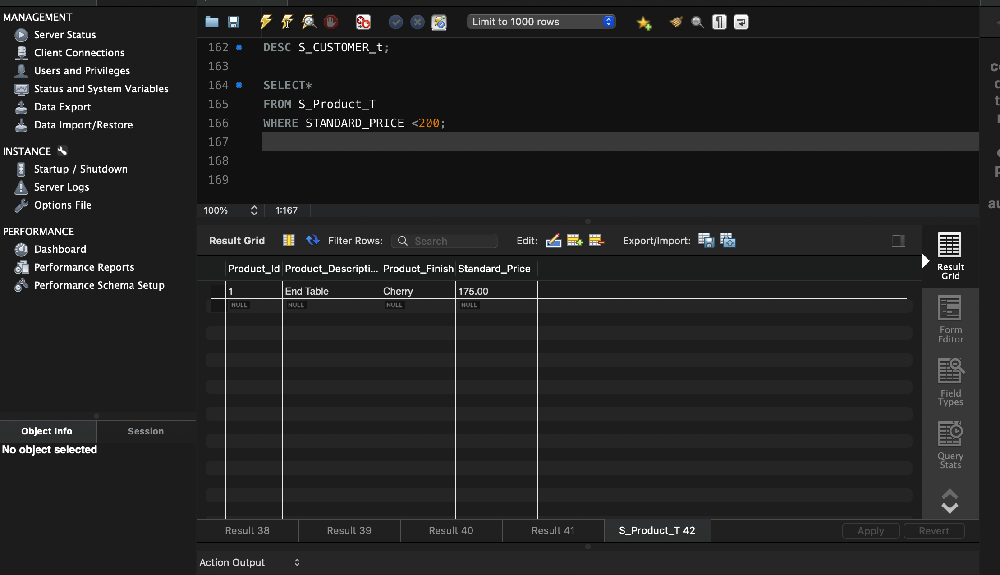 MANAGEMENT
Server Status
Client Connections
Users and Privileges
Status and System Variables
Data Export
Data Import/Restore
INSTANCE
Startup / Shutdown
Server Logs
Options File
PERFORMANCE
Dashboard
Performance Reports
Performance Schema Setup
Object Info
Session
No object selected
Limit to 1000 rows
162 DESC S_CUSTOMER_t;
163
164 SELECT*
165 FROM S_Product_T
166 WHERE STANDARD_PRICE <200;
167
168
169
100% 1:167
Result Grid Filter Rows: Search Edit: Export/Import:
Product_Id Product_Descripti... Product_Finish Standard_Price
1 End Table Cherry 175.00
NULL NULL NULL NULL
Result Grid
Form Editor
Field Types
Query Stats
Result 38 Result 39 Result 40 Result 41 S_Product_T 42 Apply Revert
Action Output